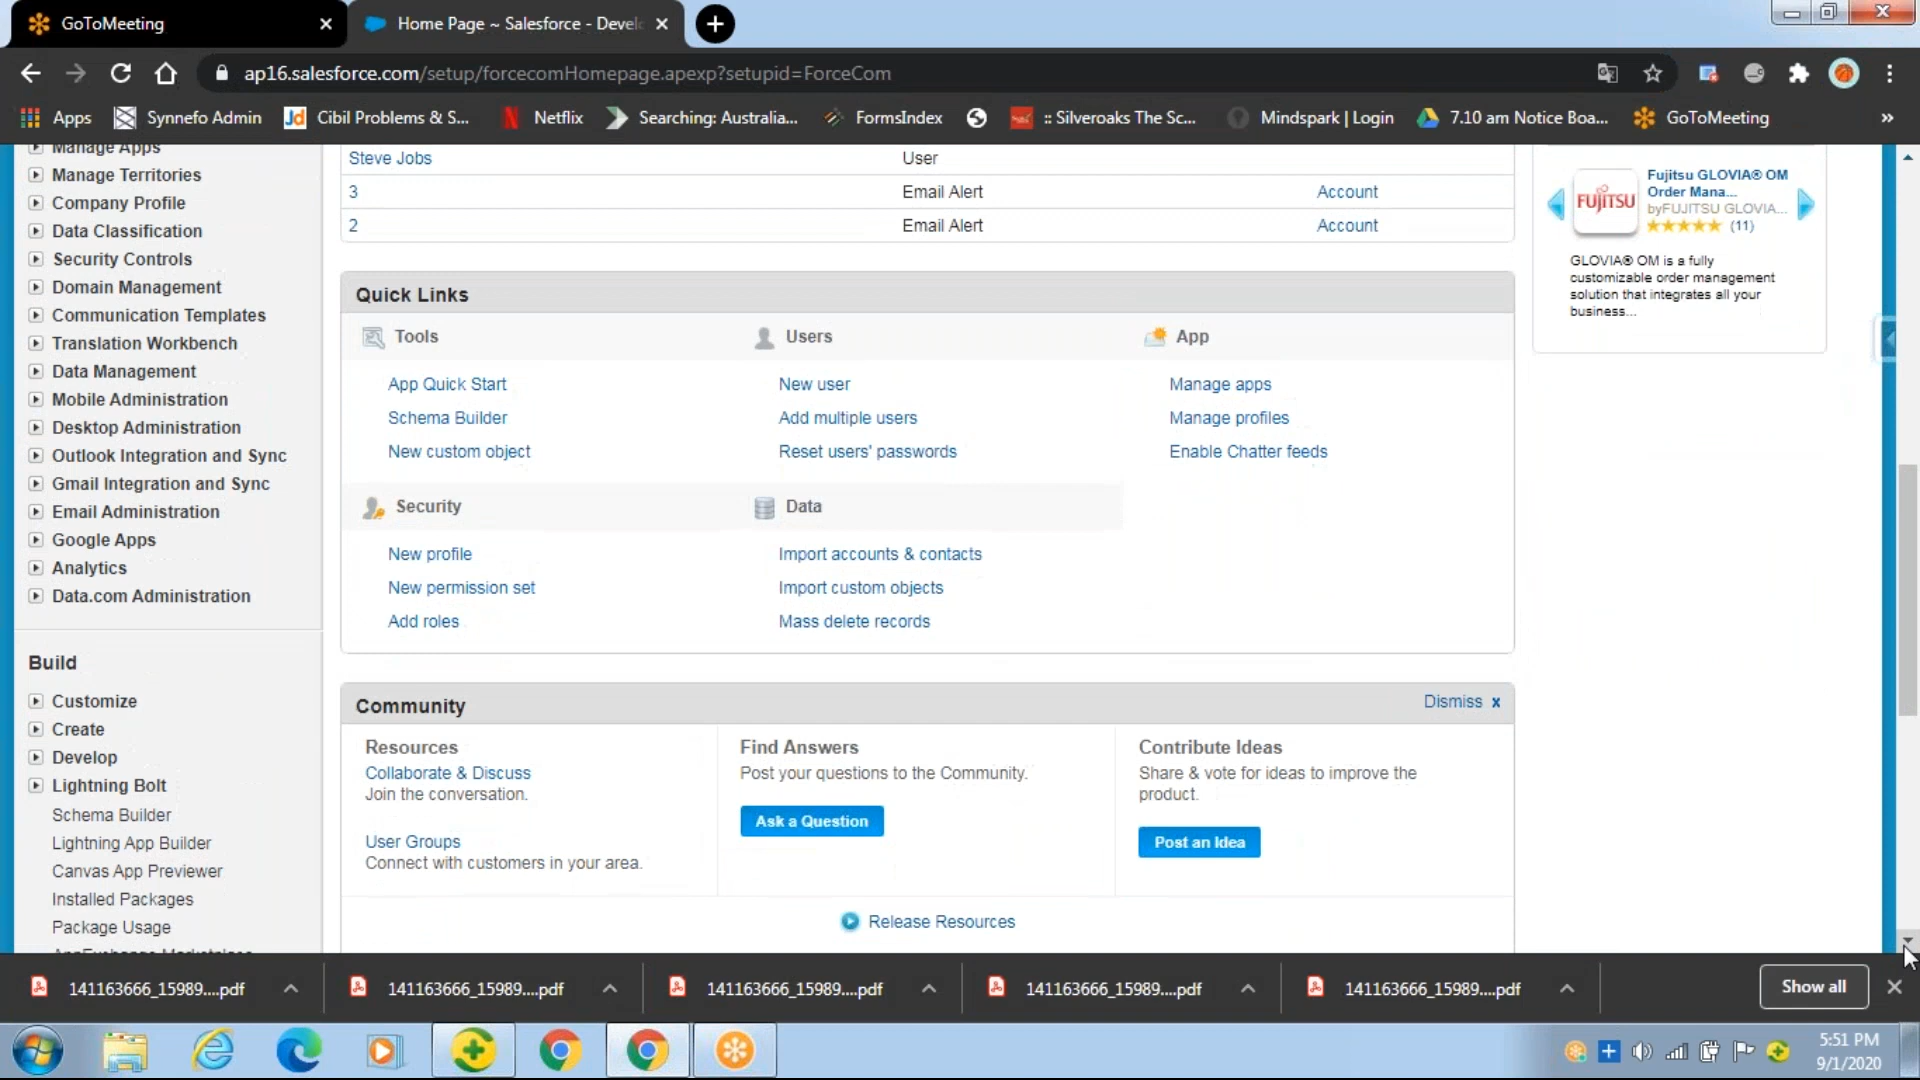 GoToMeeting
Home Page ~ Salesforce - Devel
ap16.salesforce.com/setup/forcecomHomepage.apexp?setupid=ForceCom
Apps
Synnefo Admin
Jd
Cibil Problems & S...
Netflix
Searching: Australia...
FormsIndex
:: Silveroaks The Sc...
Mindspark | Login
7.10 am Notice Boa...
GoToMeeting
»
Manage Apps
Manage Territories
Company Profile
Data Classification
Security Controls
Domain Management
Communication Templates
Translation Workbench
Data Management
Mobile Administration
Desktop Administration
Outlook Integration and Sync
Gmail Integration and Sync
Email Administration
Google Apps
Analytics
Data.com Administration
Build
Customize
Create
Develop
Lightning Bolt
Schema Builder
Lightning App Builder
Canvas App Previewer
Installed Packages
Package Usage
AppExchange Marketplace
Steve Jobs User
3 Email Alert Account
2 Email Alert Account
Quick Links
Tools
App Quick Start
Schema Builder
New custom object
Users
New user
Add multiple users
Reset users' passwords
App
Manage apps
Manage profiles
Enable Chatter feeds
Security
New profile
New permission set
Add roles
Data
Import accounts & contacts
Import custom objects
Mass delete records
Community
Dismiss x
Resources
Collaborate & Discuss
Join the conversation.
User Groups
Connect with customers in your area.
Find Answers
Post your questions to the Community.
Ask a Question
Contribute Ideas
Share & vote for ideas to improve the
product.
Post an Idea
Release Resources
FUJITSU
Fujitsu GLOVIA® OM
Order Mana...
byFUJITSU GLOVIA...
(11)
GLOVIA® OM is a fully
customizable order management
solution that integrates all your
business...
141163666_15989....pdf
141163666_15989....pdf
141163666_15989....pdf
141163666_15989....pdf
141163666_15989....pdf
Show all
5:51 PM
9/1/2020